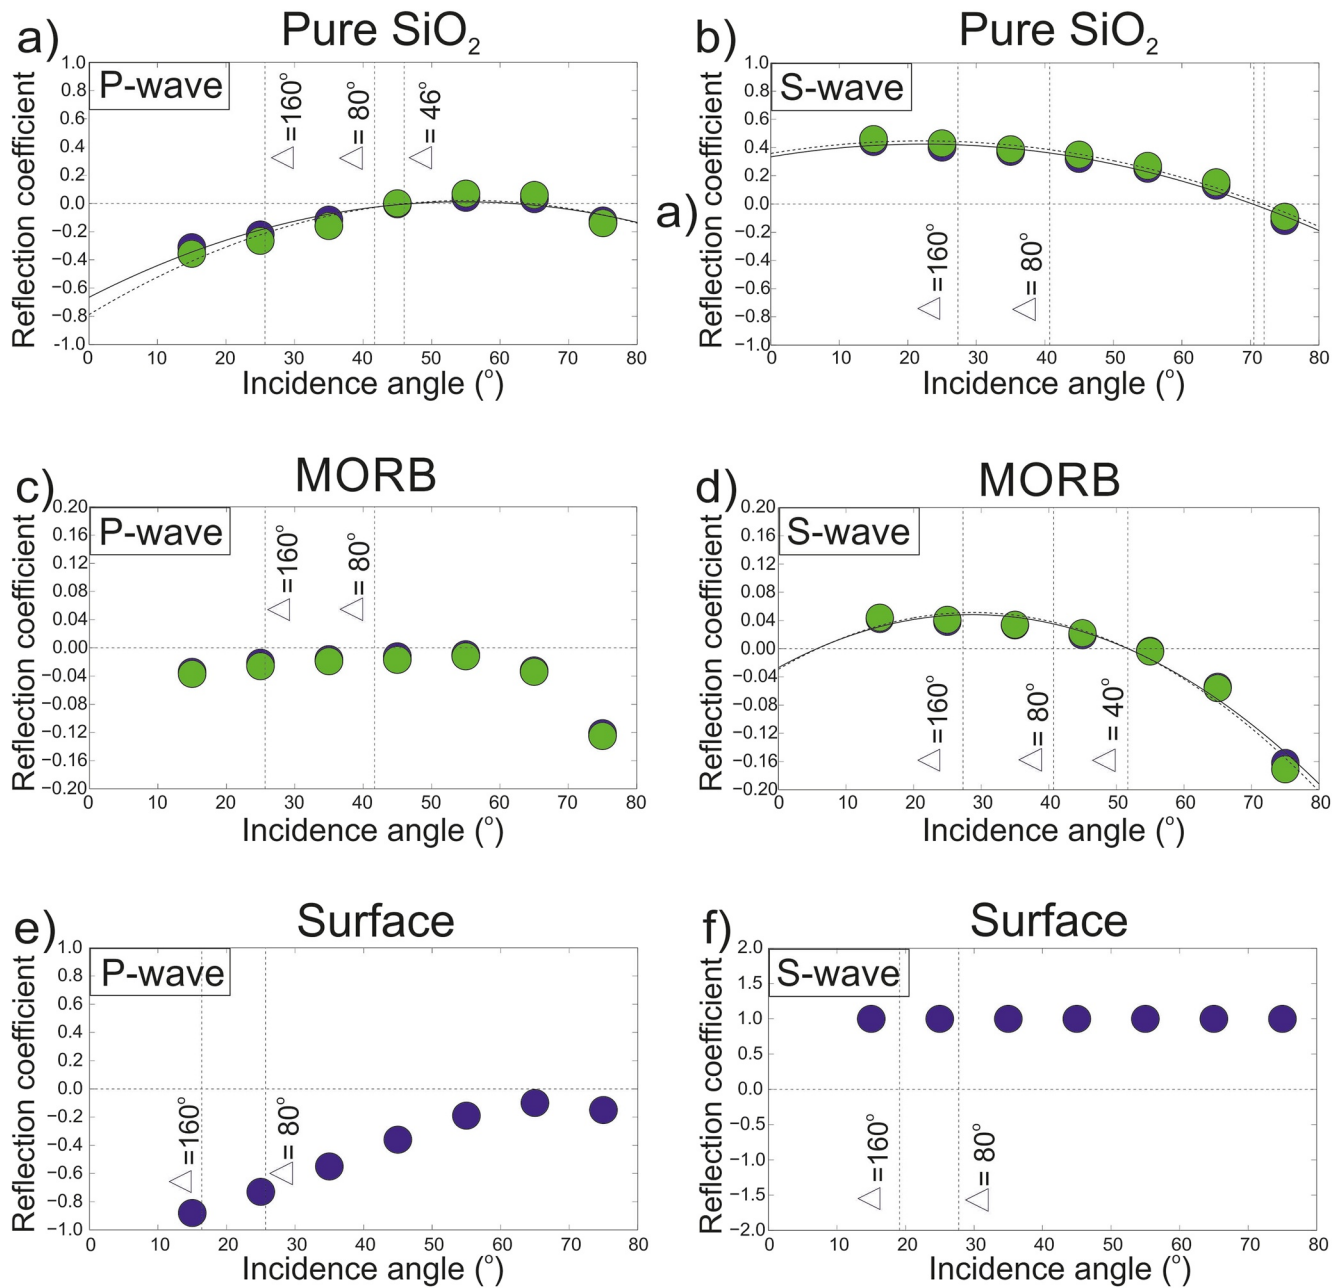 a) Pure SiO₂
P-wave
Reflection coefficient
1.0
0.8
0.6
0.4
0.2
0.0
−0.2
−0.4
−0.6
−0.8
−1.0
△=160°
△= 80°
△=46°
0 10 20 30 40 50 60 70 80
Incidence angle (°)
b) Pure SiO₂
S-wave
a)
Reflection coefficient
1.0
0.8
0.6
0.4
0.2
0.0
−0.2
−0.4
−0.6
−0.8
−1.0
△=160°
△= 80°
0 10 20 30 40 50 60 70 80
Incidence angle (°)
c) MORB
P-wave
Reflection coefficient
0.20
0.16
0.12
0.08
0.04
0.00
−0.04
−0.08
−0.12
−0.16
−0.20
△=160°
△= 80°
0 10 20 30 40 50 60 70 80
Incidence angle (°)
d) MORB
S-wave
Reflection coefficient
0.20
0.16
0.12
0.08
0.04
0.00
−0.04
−0.08
−0.12
−0.16
−0.20
△=160°
△= 80°
△= 40°
0 10 20 30 40 50 60 70 80
Incidence angle (°)
e) Surface
P-wave
Reflection coefficient
1.0
0.8
0.6
0.4
0.2
0.0
−0.2
−0.4
−0.6
−0.8
−1.0
△=160°
△= 80°
0 10 20 30 40 50 60 70 80
Incidence angle (°)
f) Surface
S-wave
Reflection coefficient
2.0
1.5
1.0
0.5
0.0
−0.5
−1.0
−1.5
−2.0
△=160°
△= 80°
0 10 20 30 40 50 60 70 80
Incidence angle (°)